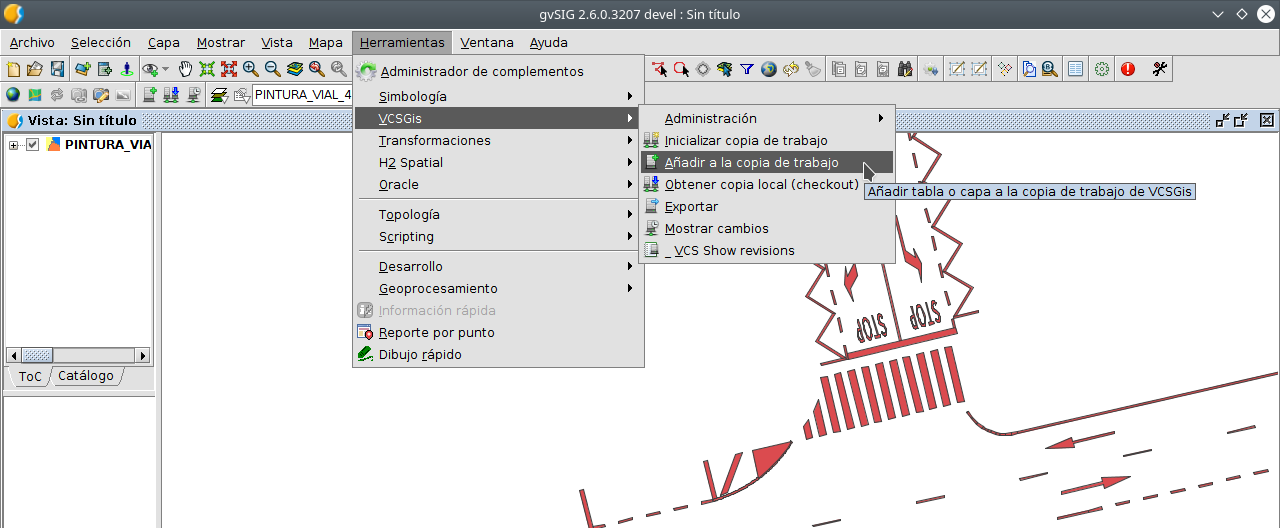 gvSIG 2.6.0.3207 devel : Sin título
Archivo Selección Capa Mostrar Vista Mapa Herramientas Ventana Ayuda
Administrador de complementos
Simbología
VCSGis
Transformaciones
H2 Spatial
Oracle
Topología
Scripting
Desarrollo
Geoprocesamiento
Información rápida
Reporte por punto
Dibujo rápido
Administración
Inicializar copia de trabajo
Añadir a la copia de trabajo
Obtener copia local (checkout)
Exportar
Mostrar cambios
_ VCS Show revisions
Añadir tabla o capa a la copia de trabajo de VCSGis
PINTURA_VIAL_4
Vista: Sin título
PINTURA_VIA
ToC Catálogo
STOP STOP